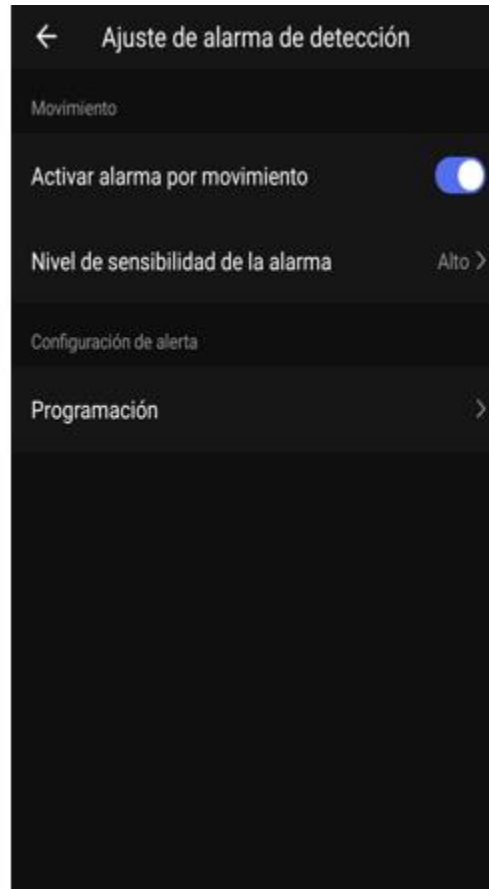 Ajuste de alarma de detección
Movimiento
Activar alarma por movimiento
Nivel de sensibilidad de la alarma Alto
Configuración de alerta
Programación